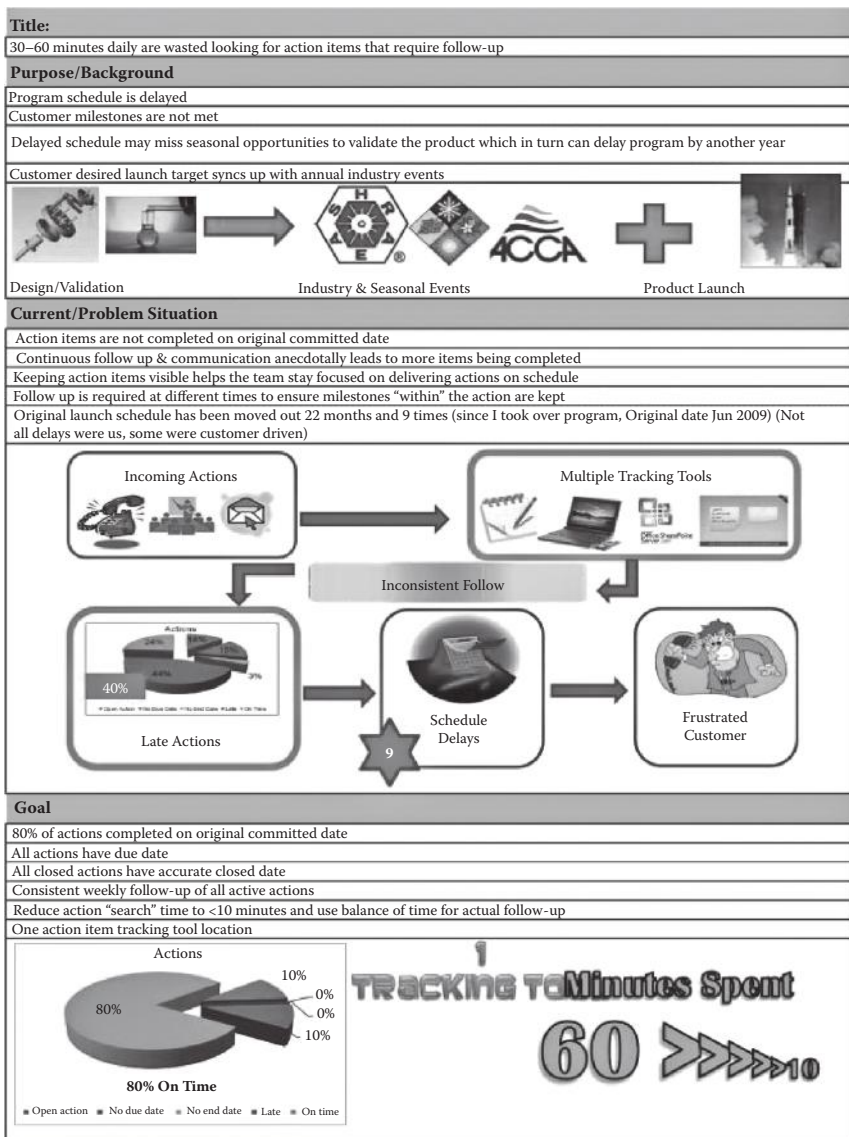 Title:
30–60 minutes daily are wasted looking for action items that require follow-up
Purpose/Background
Program schedule is delayed
Customer milestones are not met
Delayed schedule may miss seasonal opportunities to validate the product which in turn can delay program by another year
Customer desired launch target syncs up with annual industry events
ASHRAE
®
ACCA
Design/Validation
Industry & Seasonal Events
Product Launch
Current/Problem Situation
Action items are not completed on original committed date
Continuous follow up & communication anecdotally leads to more items being completed
Keeping action items visible helps the team stay focused on delivering actions on schedule
Follow up is required at different times to ensure milestones “within” the action are kept
Original launch schedule has been moved out 22 months and 9 times (since I took over program, Original date Jun 2009) (Not
all delays were us, some were customer driven)
Incoming Actions
Multiple Tracking Tools
Office SharePoint
Server
Inconsistent Follow
Actions
24%
15%
3%
44%
40%
Late Actions
Schedule
Delays
9
Frustrated
Customer
Goal
80% of actions completed on original committed date
All actions have due date
All closed actions have accurate closed date
Consistent weekly follow-up of all active actions
Reduce action “search” time to <10 minutes and use balance of time for actual follow-up
One action item tracking tool location
Actions
80%
10%
0%
0%
10%
80% On Time
Open action
No due date
No end date
Late
On time
1
TRACKING TO
Minutes Spent
60
10